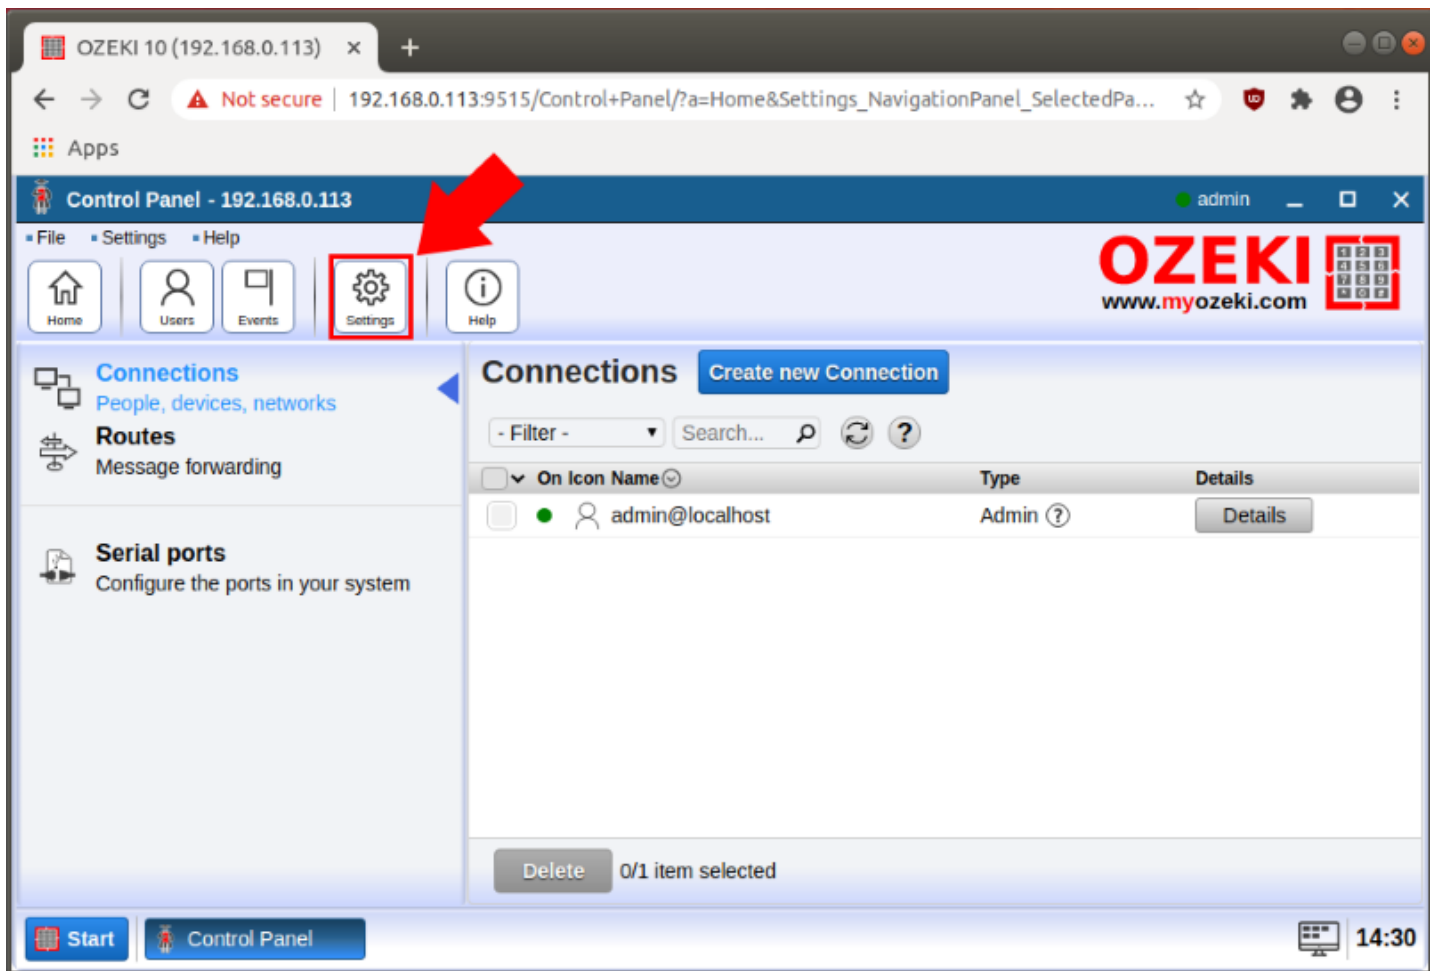 OZEKI 10 (192.168.0.113)
Not secure 192.168.0.113:9515/Control+Panel/?a=Home&Settings_NavigationPanel_SelectedPa...
Apps
Control Panel - 192.168.0.113 admin
File Settings Help
Home Users Events Settings Help
OZEKI
www.myozeki.com
Connections
People, devices, networks
Routes
Message forwarding
Serial ports
Configure the ports in your system
Connections Create new Connection
- Filter - Search...
On Icon Name Type Details
admin@localhost Admin Details
Delete 0/1 item selected
Start Control Panel 14:30